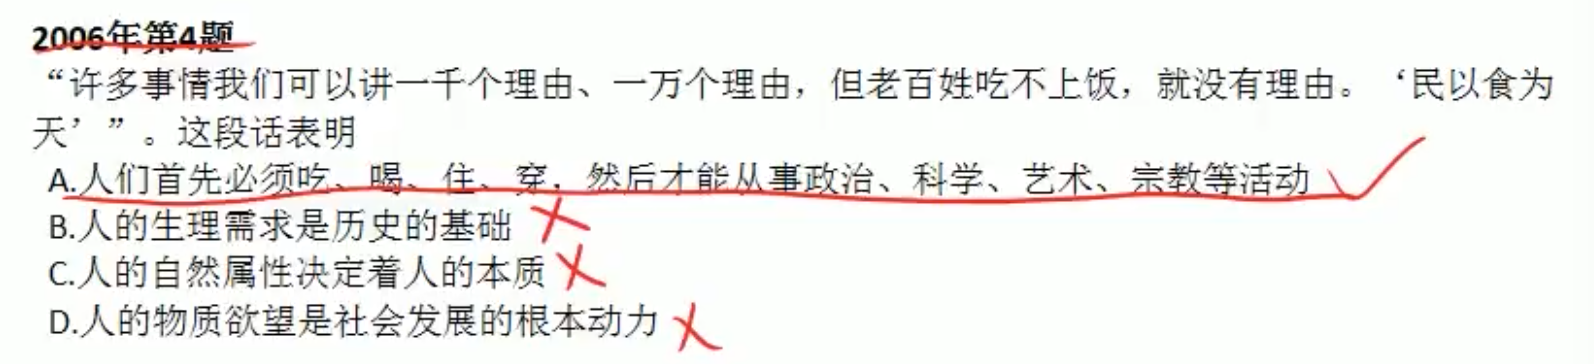 2006年第4题
“许多事情我们可以讲一千个理由、一万个理由，但老百姓吃不上饭，就没有理由。‘民以食为
天’”。这段话表明
A.人们首先必须吃、喝、住、穿，然后才能从事政治、科学、艺术、宗教等活动
B.人的生理需求是历史的基础
C.人的自然属性决定着人的本质
D.人的物质欲望是社会发展的根本动力